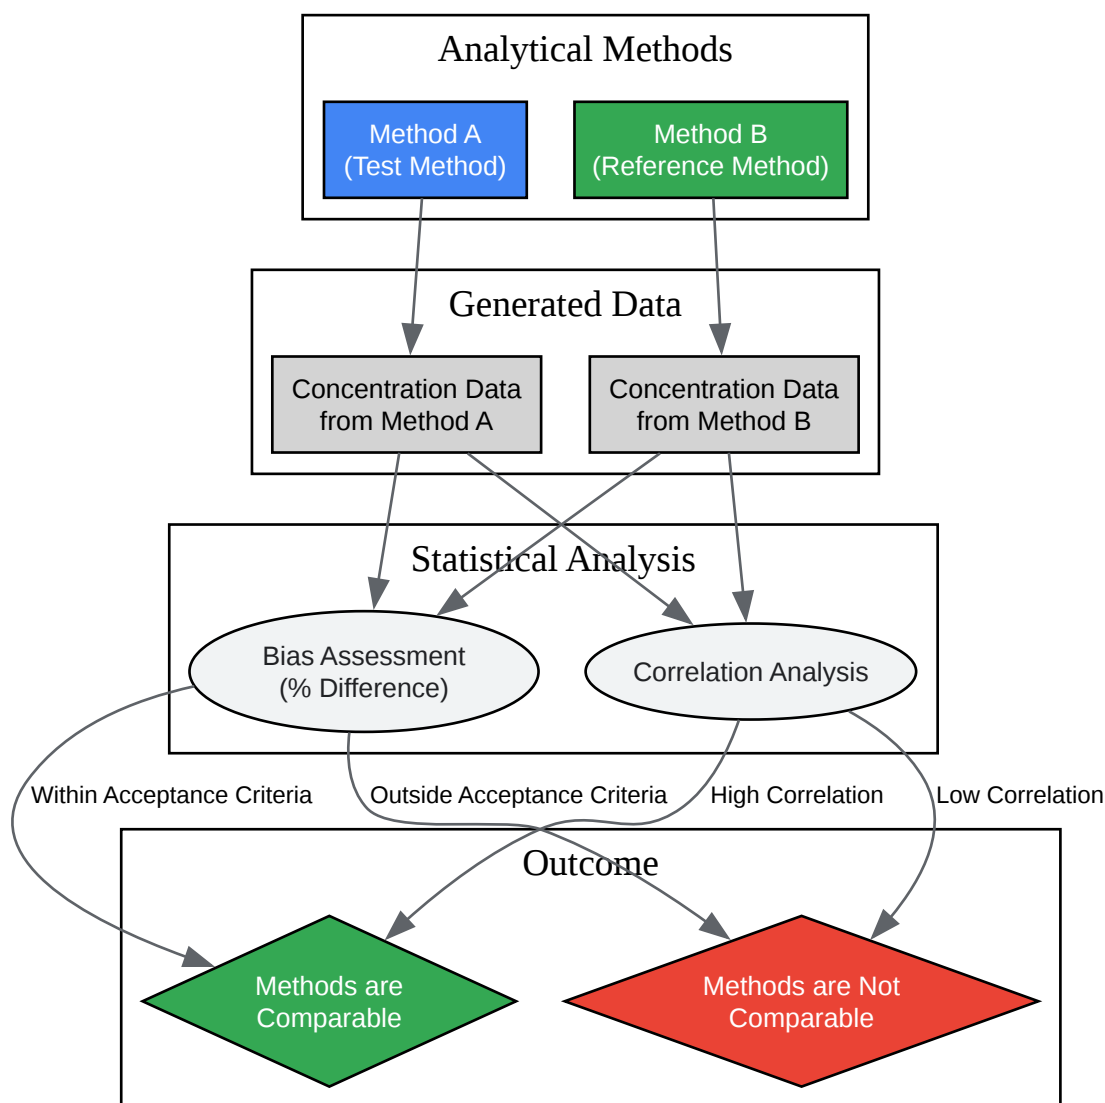 Analytical Methods
Method A
(Test Method)
Method B
(Reference Method)
Generated Data
Concentration Data
from Method A
Concentration Data
from Method B
Statistical Analysis
Bias Assessment
(% Difference)
Correlation Analysis
Within Acceptance Criteria
Outside Acceptance Criteria
High Correlation
Low Correlation
Outcome
Methods are
Comparable
Methods are Not
Comparable